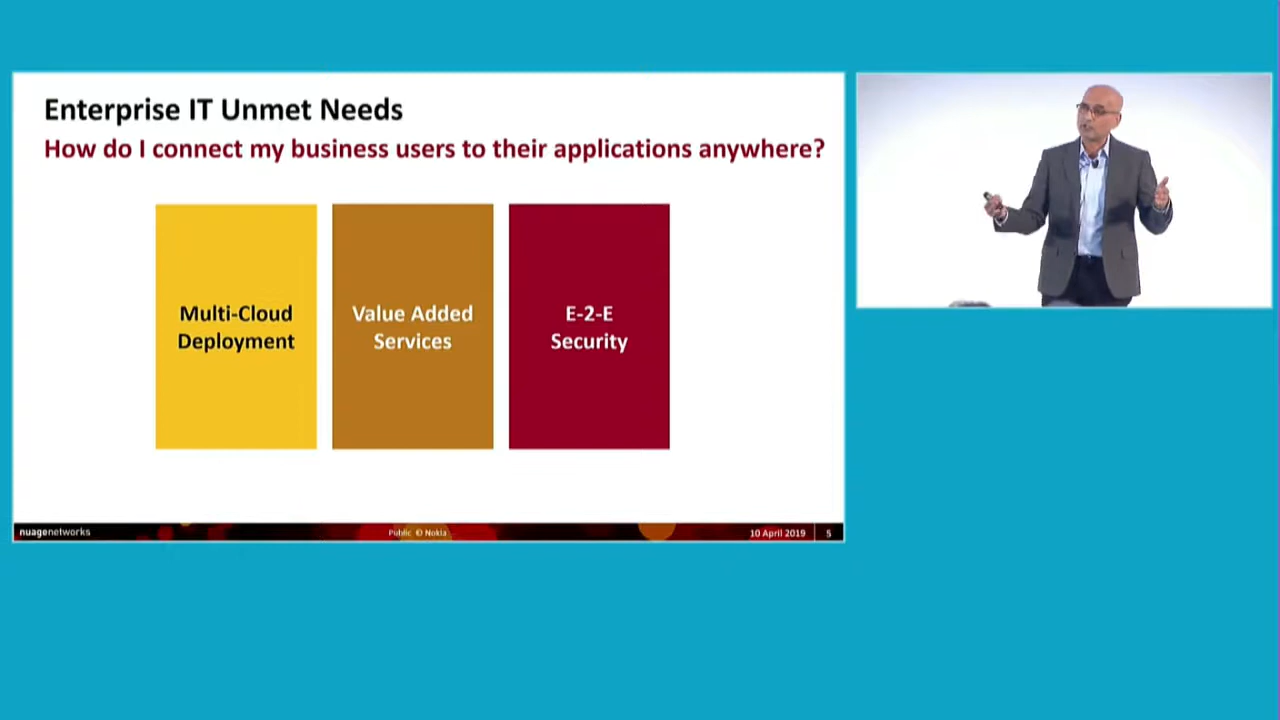 Enterprise IT Unmet Needs
How do I connect my business users to their applications anywhere?
Multi-Cloud
Deployment
Value Added
Services
E-2-E
Security
nuagenetworks
Public © Nokia
10 April 2019
5